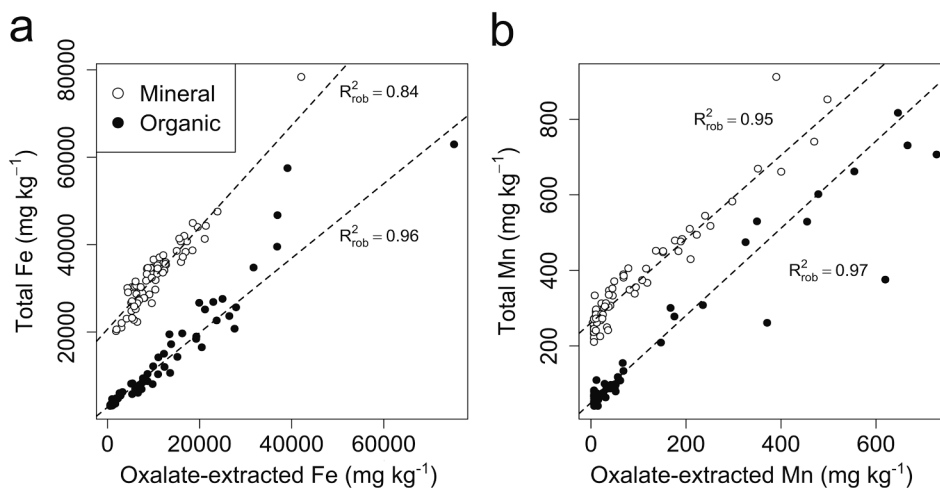 a
Total Fe (mg kg⁻¹)
20000 40000 60000 80000
Mineral
Organic
R²rob = 0.84
R²rob = 0.96
0 20000 40000 60000
Oxalate-extracted Fe (mg kg⁻¹)
b
Total Mn (mg kg⁻¹)
200 400 600 800
R²rob = 0.95
R²rob = 0.97
0 200 400 600
Oxalate-extracted Mn (mg kg⁻¹)